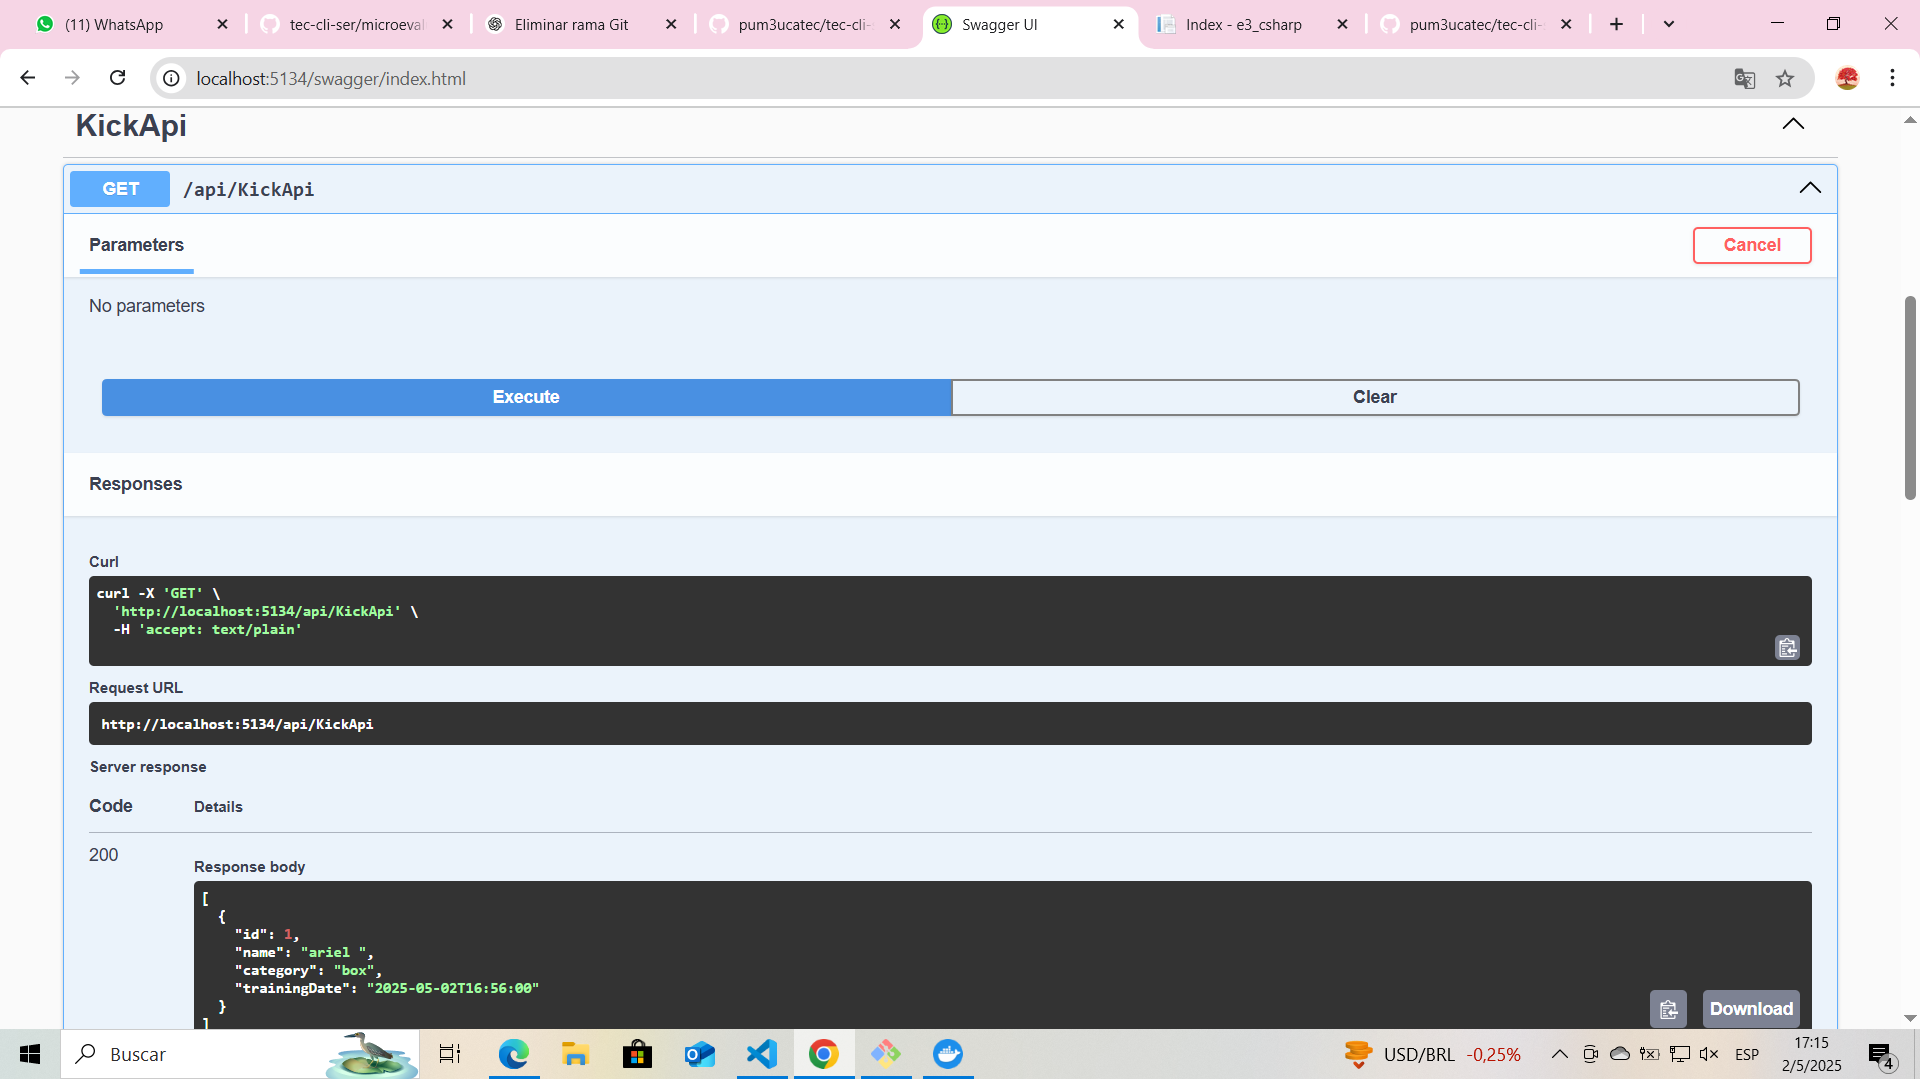 (11) WhatsApp
tec-cli-ser/microeval
Eliminar rama Git
pum3ucatec/tec-cli-
Swagger UI
Index - e3_csharp
pum3ucatec/tec-cli-
localhost:5134/swagger/index.html
KickApi
GET /api/KickApi
Parameters
Cancel
No parameters
Execute
Clear
Responses
Curl
curl -X 'GET' \
'http://localhost:5134/api/KickApi' \
-H 'accept: text/plain'
Request URL
http://localhost:5134/api/KickApi
Server response
Code Details
200
Response body
[
{
"id": 1,
"name": "ariel ",
"category": "box",
"trainingDate": "2025-05-02T16:56:00"
}
]
Download
Buscar
USD/BRL -0,25%
ESP
17:15
2/5/2025
4